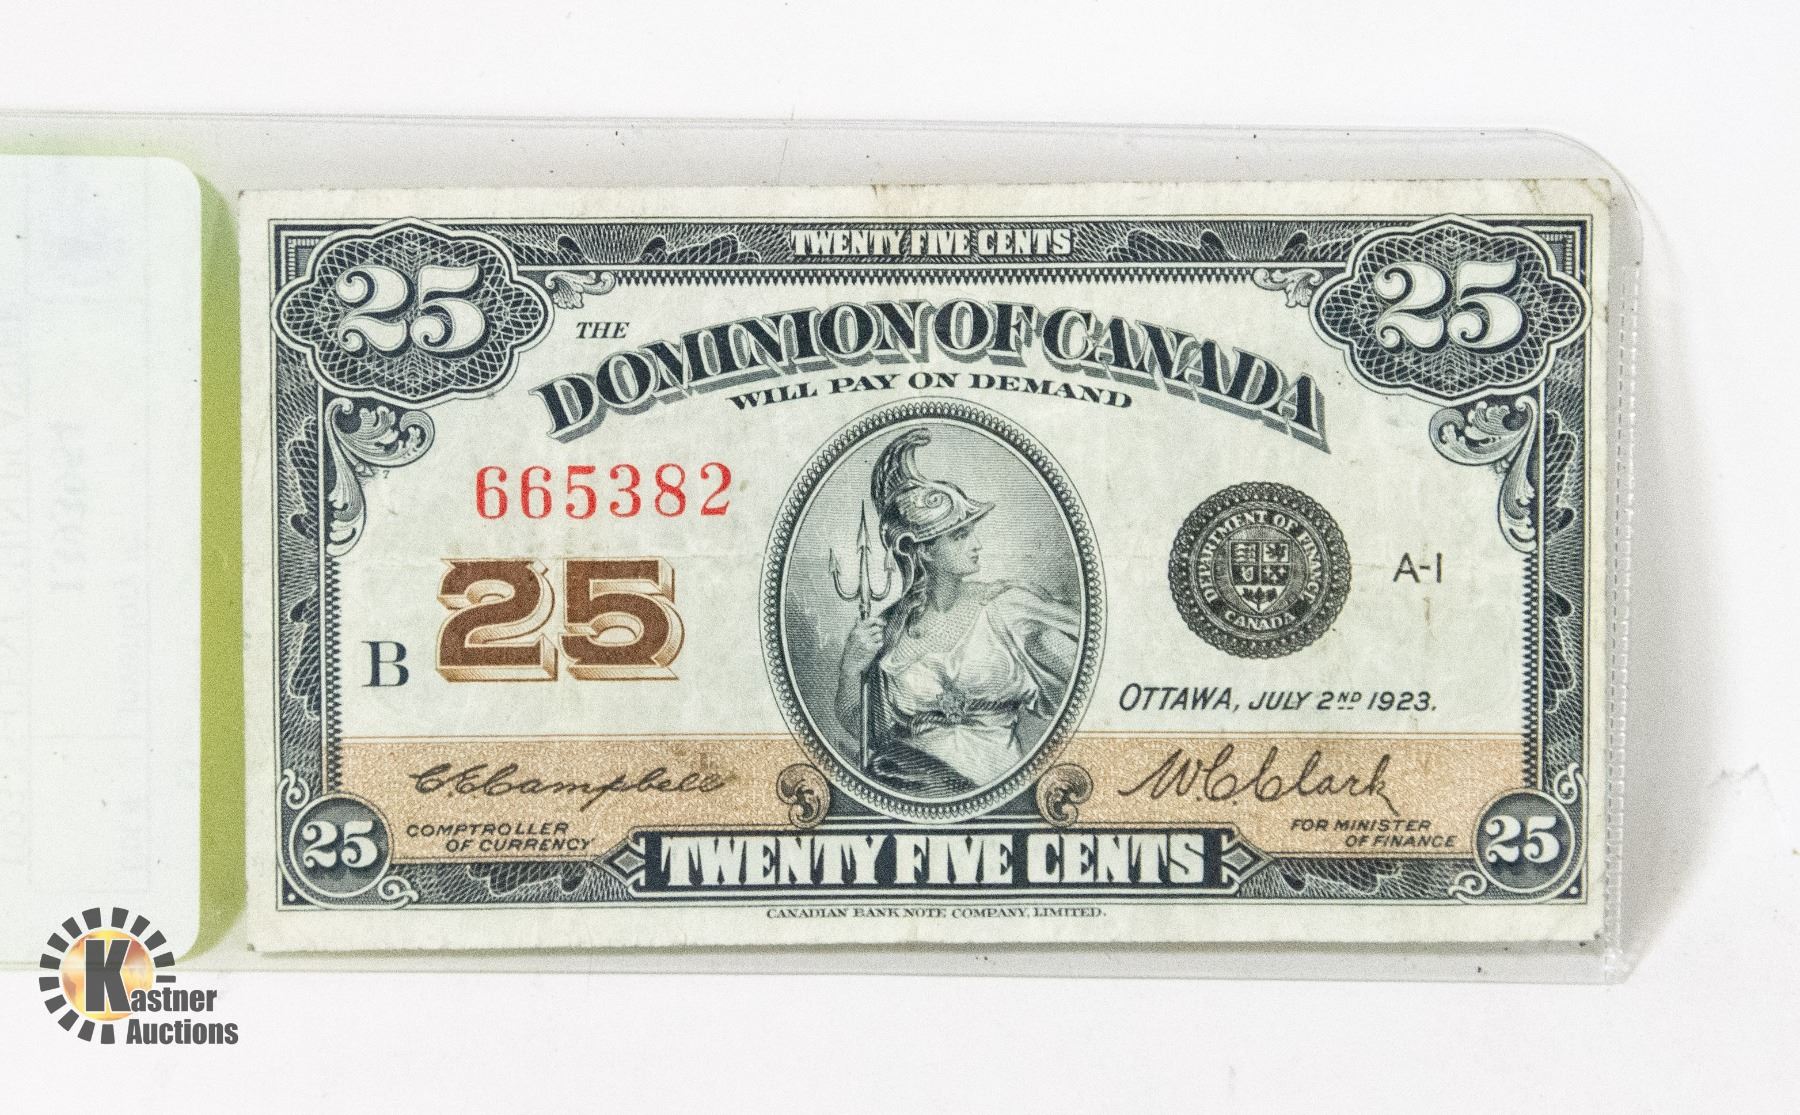 TWENTY FIVE CENTS
25 25
THE
DOMINION OF CANADA
WILL PAY ON DEMAND
665382
DEPARTMENT OF FINANCE
CANADA
A-1
25
B
OTTAWA, JULY 2ND 1923.
C.E. Campbell
W.C. Clark
COMPTROLLER
OF CURRENCY
FOR MINISTER
OF FINANCE
25 25
TWENTY FIVE CENTS
CANADIAN BANK NOTE COMPANY, LIMITED.
Kastner
Auctions